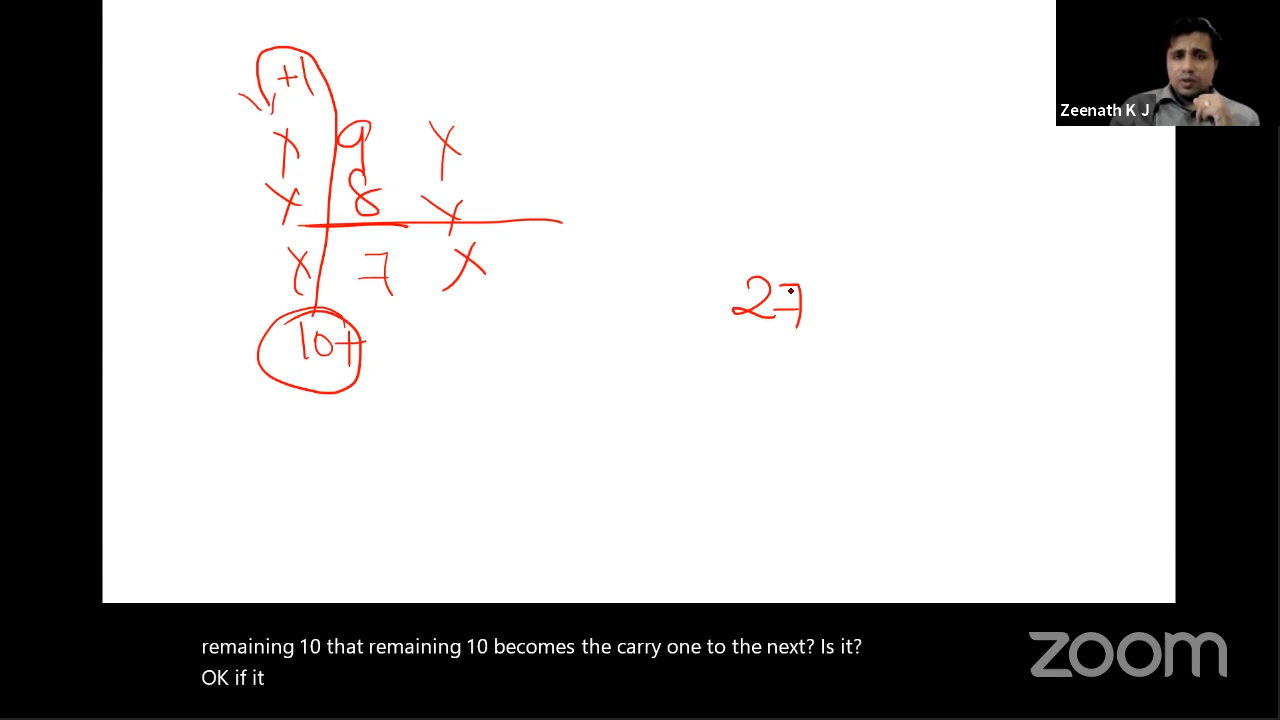 +1
X 9 X
X 8 X
X 7 X
10+
27
Zeenath K J
remaining 10 that remaining 10 becomes the carry one to the next? Is it?
OK if it
zoom